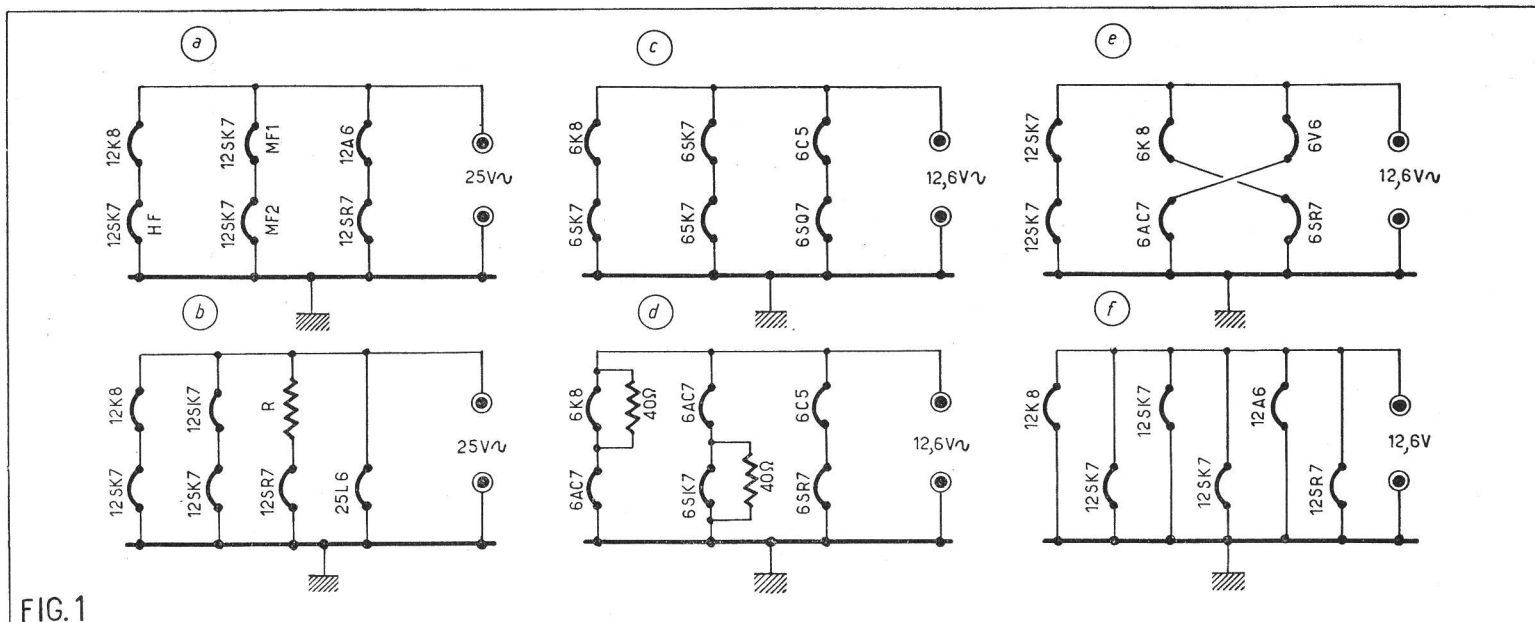 a
12K8
12SK7
HF
12SK7
MF1
12SK7
MF2
12A6
12SR7
25V~
b
12K8
12SK7
12SK7
12SK7
R
12SR7
25L6
25V~
c
6K8
6SK7
6SK7
6SK7
6C5
6SQ7
12,6V~
d
6K8
40Ω
6AC7
6AC7
6SK7
40Ω
6C5
6SR7
12,6V~
e
12SK7
12SK7
6K8
6AC7
6V6
6SR7
12,6V~
f
12K8
12SK7
12SK7
12SK7
12A6
12SR7
12,6V
FIG.1